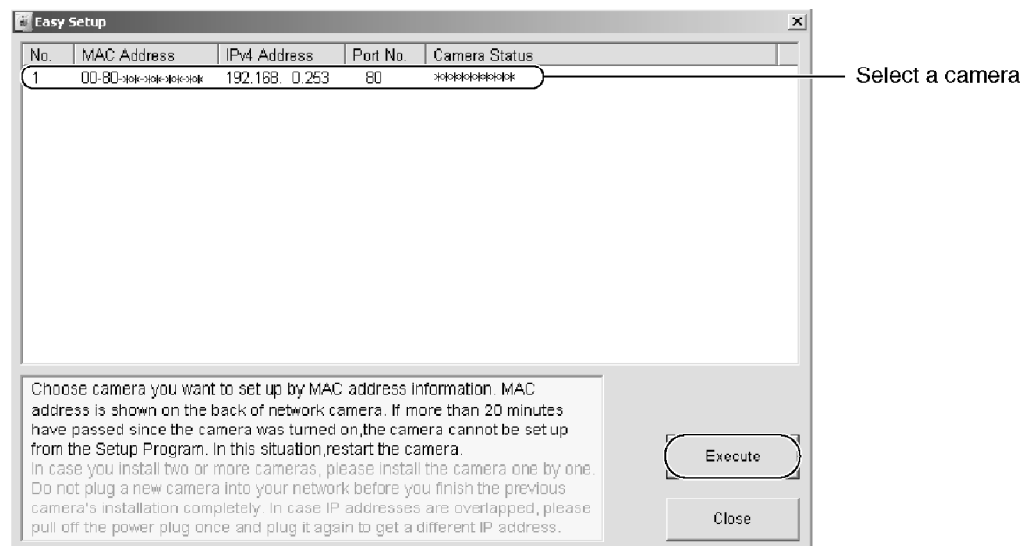 Easy Setup
No. MAC Address IPv4 Address Port No. Camera Status
1 00-80-**-**-**-** 192.168. 0.253 80 **********
Select a camera
Choose camera you want to set up by MAC address information. MAC
address is shown on the back of network camera. If more than 20 minutes
have passed since the camera was turned on,the camera cannot be set up
from the Setup Program. In this situation,restart the camera.
In case you install two or more cameras, please install the camera one by one.
Do not plug a new camera into your network before you finish the previous
camera's installation completely. In case IP addresses are overlapped, please
pull off the power plug once and plug it again to get a different IP address.
Execute
Close